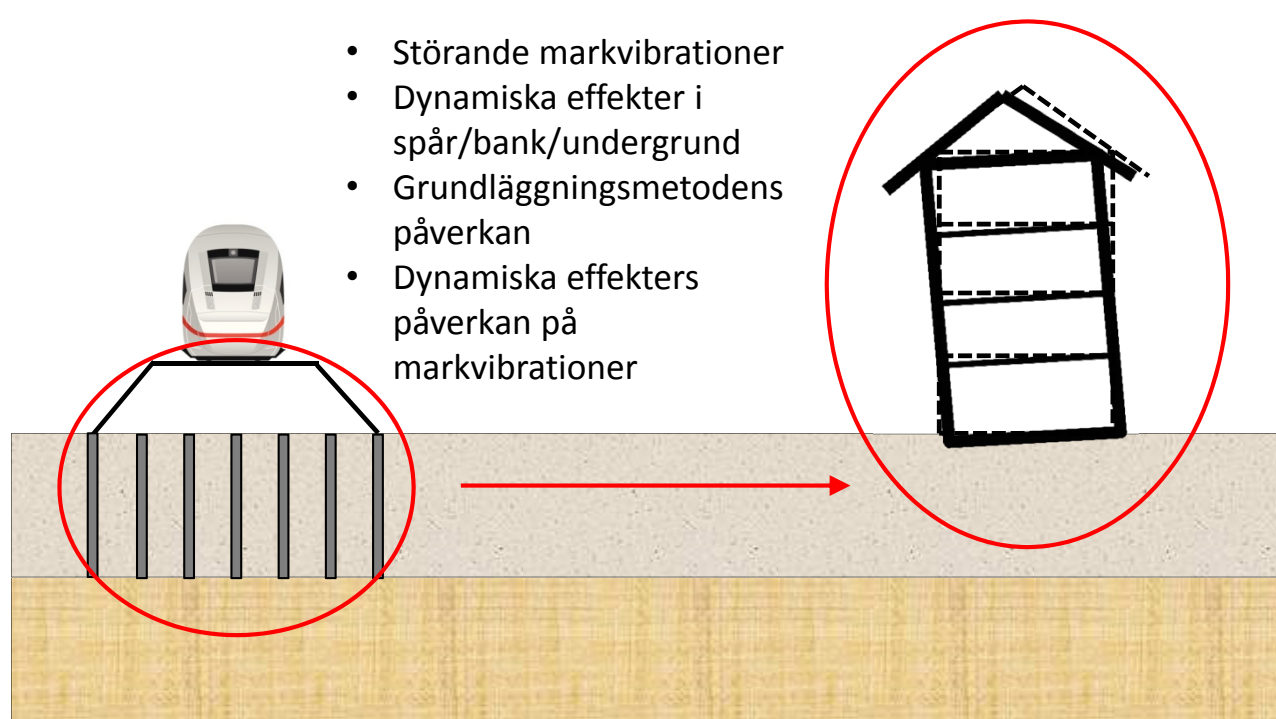 • Störande markvibrationer
• Dynamiska effekter i
spår/bank/undergrund
• Grundläggningsmetodens
påverkan
• Dynamiska effekters
påverkan på
markvibrationer